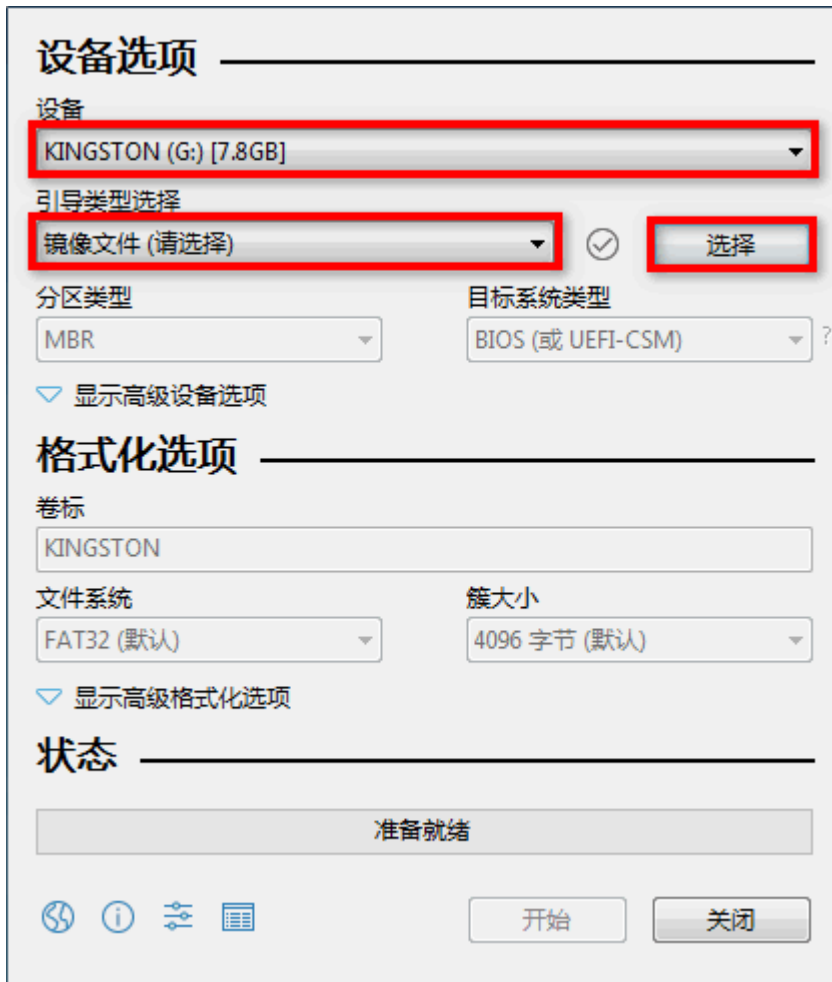 设备选项
设备
KINGSTON (G:) [7.8GB]
引导类型选择
镜像文件 (请选择)
选择
分区类型
目标系统类型
MBR
BIOS (或 UEFI-CSM)
?
显示高级设备选项
格式化选项
卷标
KINGSTON
文件系统
簇大小
FAT32 (默认)
4096 字节 (默认)
显示高级格式化选项
状态
准备就绪
开始
关闭